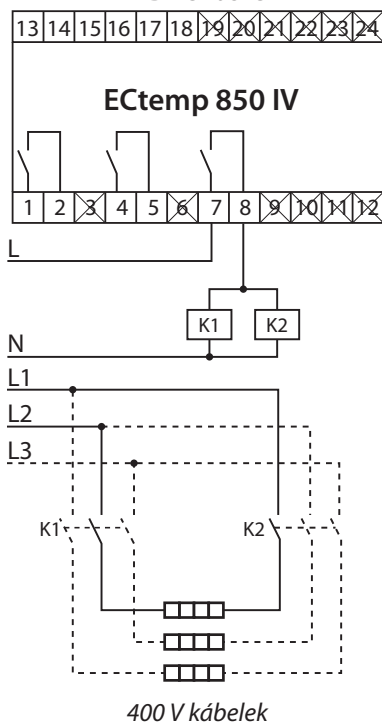 13 14 15 16 17 18 19 20 21 22 23 24
ECtemp 850 IV
1 2 3 4 5 6 7 8 9 10 11 12
L
K1 K2
N
L1
L2
L3
K1 K2
400 V kábelek